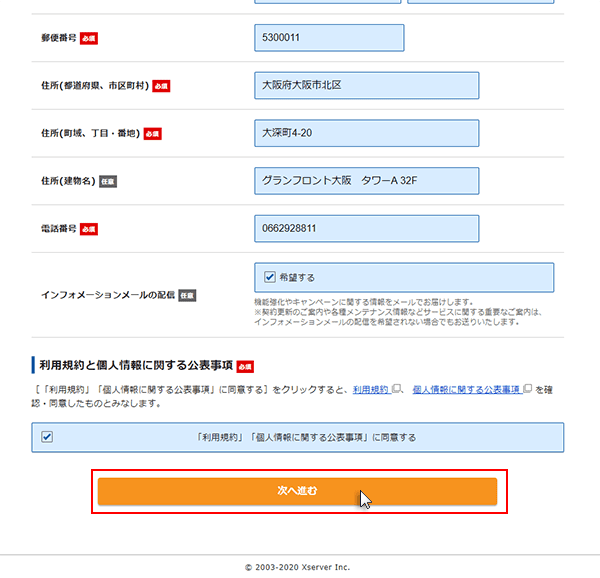 郵便番号 必須
5300011
住所(都道府県、市区町村) 必須
大阪府大阪市北区
住所(町域、丁目・番地) 必須
大深町4-20
住所(建物名) 任意
グランフロント大阪　タワーA 32F
電話番号 必須
0662928811
インフォメーションメールの配信 任意
希望する
機能強化やキャンペーンに関する情報をメールでお届けします。
※契約更新のご案内や各種メンテナンス情報などサービスに関する重要なご案内は、
インフォメーションメールの配信を希望されない場合でもお送りいたします。
利用規約と個人情報に関する公表事項 必須
[「利用規約」「個人情報に関する公表事項」に同意する] をクリックすると、利用規約、 個人情報に関する公表事項 を確
認・同意したものとみなします。
「利用規約」「個人情報に関する公表事項」に同意する
次へ進む
© 2003-2020 Xserver Inc.